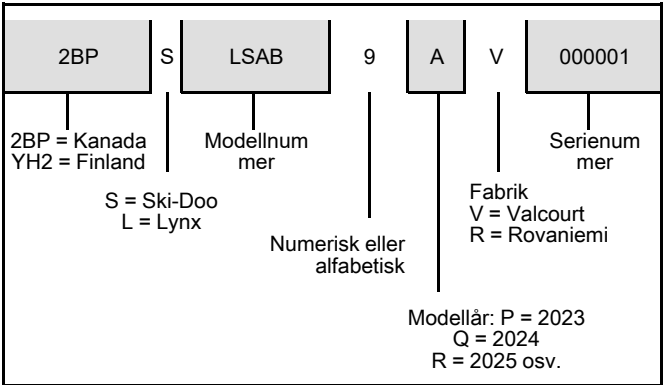 2BP S LSAB 9 A V 000001
2BP = Kanada
YH2 = Finland
Modellnum
mer
Serienum
mer
S = Ski-Doo
L = Lynx
Fabrik
V = Valcourt
R = Rovaniemi
Numerisk eller
alfabetisk
Modellår: P = 2023
Q = 2024
R = 2025 osv.